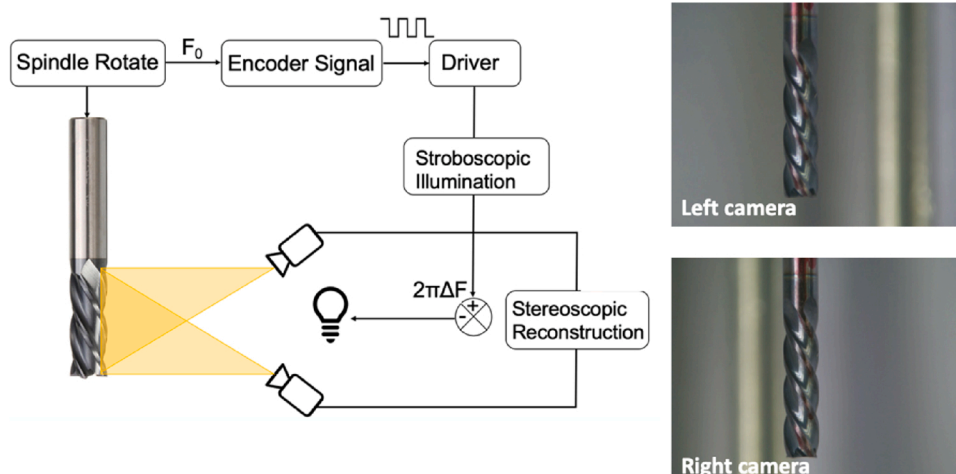 Spindle Rotate
F₀
Encoder Signal
Driver
Stroboscopic
Illumination
2πΔF
+
-
Stereoscopic
Reconstruction
Left camera
Right camera